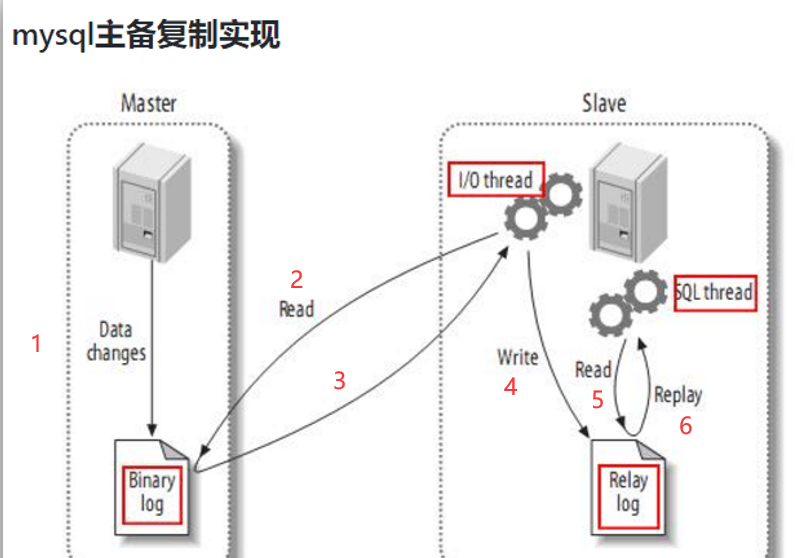 mysql主备复制实现
Master
Slave
I/O thread
2
Read
SQL thread
1
Data
changes
3
Write
4
Read
5
Replay
6
Binary
log
Relay
log